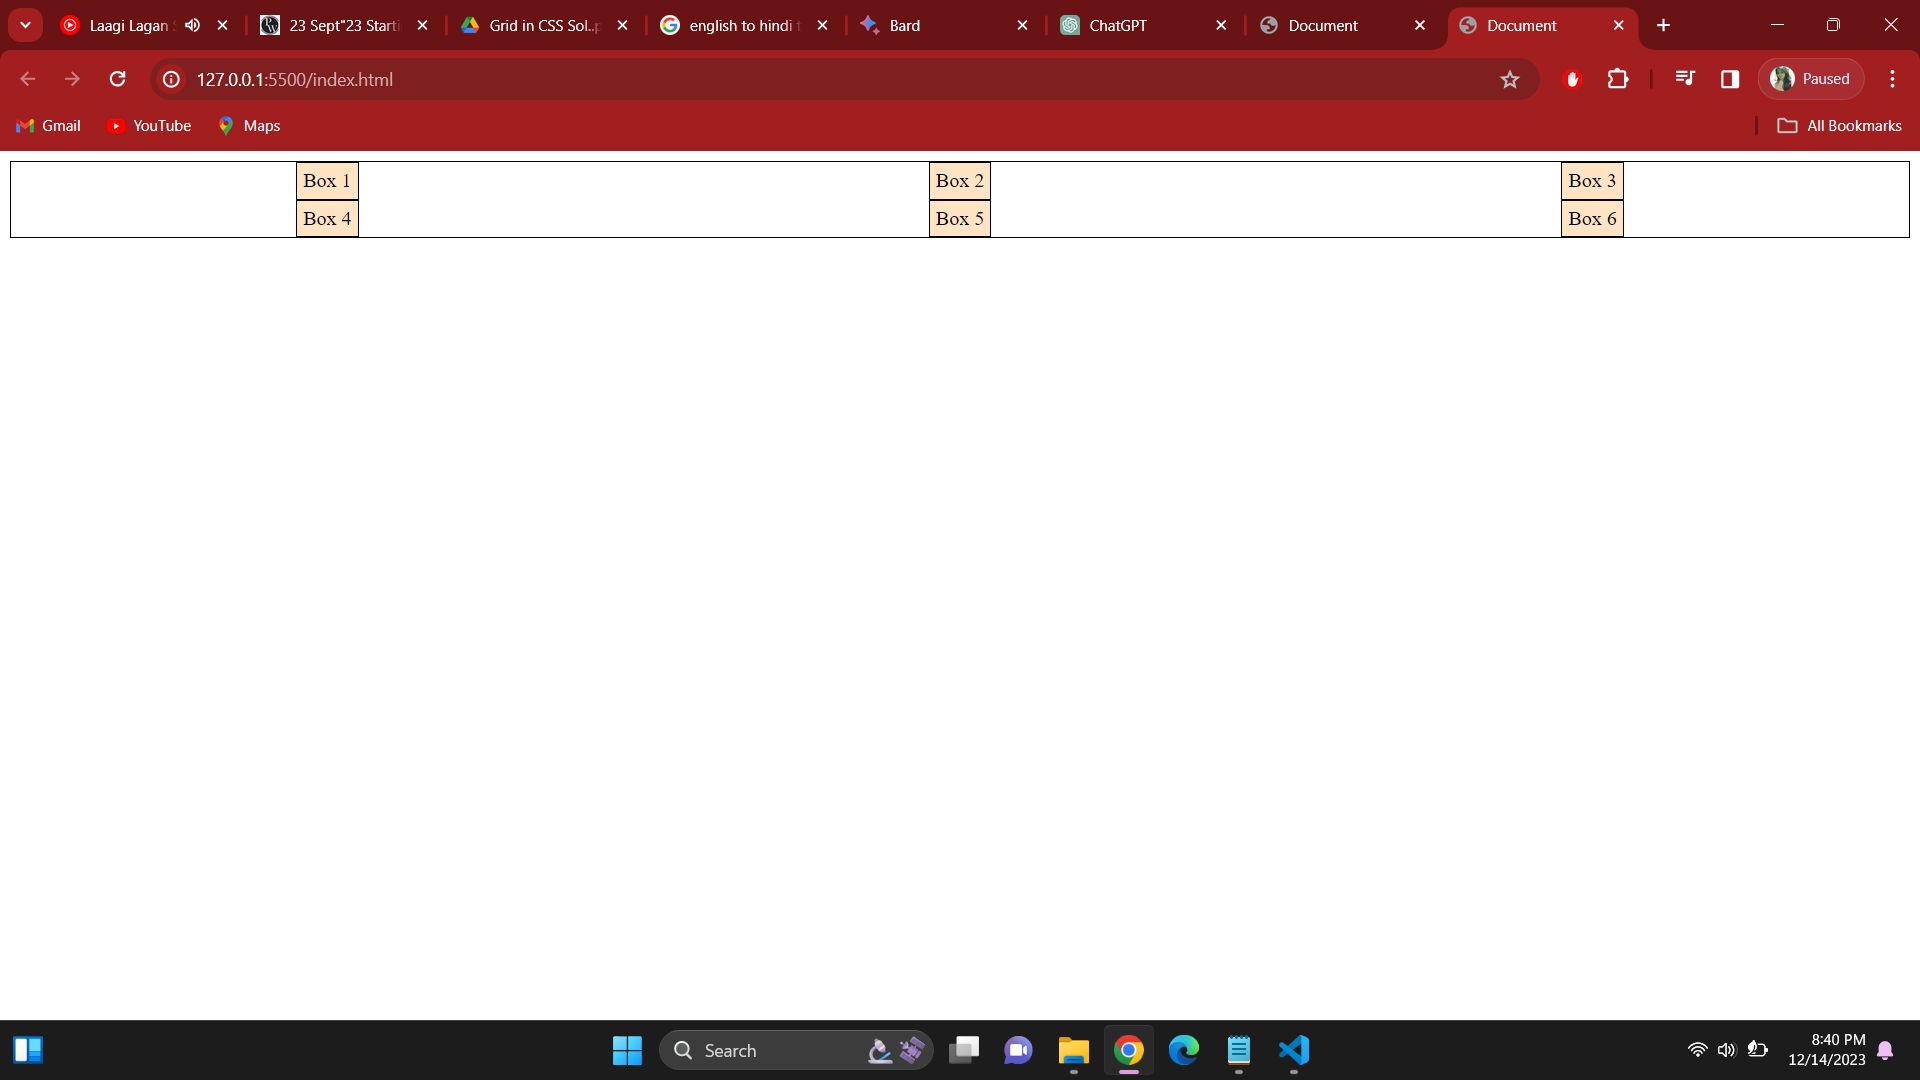 Laagi Lagan
23 Sept"23 Starti
Grid in CSS Sol..p
english to hindi t
Bard
ChatGPT
Document
Document
127.0.0.1:5500/index.html
Paused
Gmail
YouTube
Maps
All Bookmarks
Box 1 Box 2 Box 3
Box 4 Box 5 Box 6
Search
8:40 PM
12/14/2023